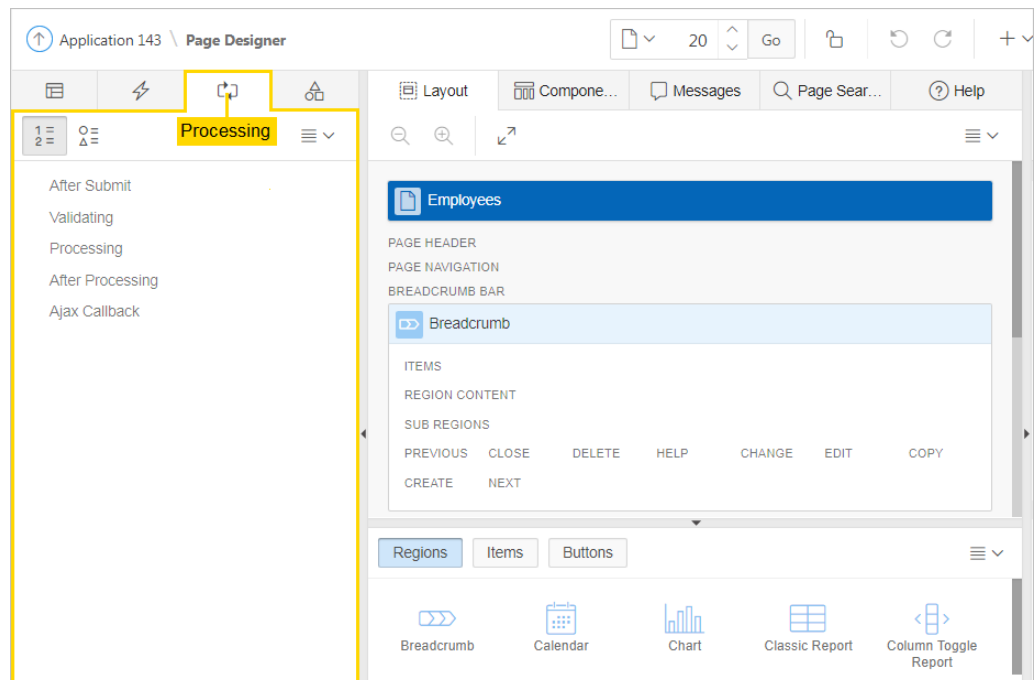 Application 143 \ Page Designer
20
Go
Layout
Compone...
Messages
Page Sear...
? Help
Processing
1 =
2 =
After Submit
Validating
Processing
After Processing
Ajax Callback
Employees
PAGE HEADER
PAGE NAVIGATION
BREADCRUMB BAR
Breadcrumb
ITEMS
REGION CONTENT
SUB REGIONS
PREVIOUS CLOSE DELETE HELP CHANGE EDIT COPY
CREATE NEXT
Regions Items Buttons
Breadcrumb
Calendar
Chart
Classic Report
Column Toggle
Report